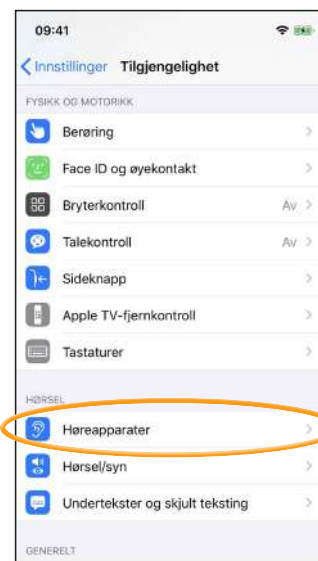 09:41
Innstillinger Tilgjengelighet
FYSIKK OG MOTORIKK
Berøring
Face ID og øyekontakt
Bryterkontroll Av
Talekontroll Av
Sideknapp
Apple TV-fjernkontroll
Tastaturer
HØRSEL
Høreapparater
Hørsel/syn
Undertekster og skjult teksting
GENERELT